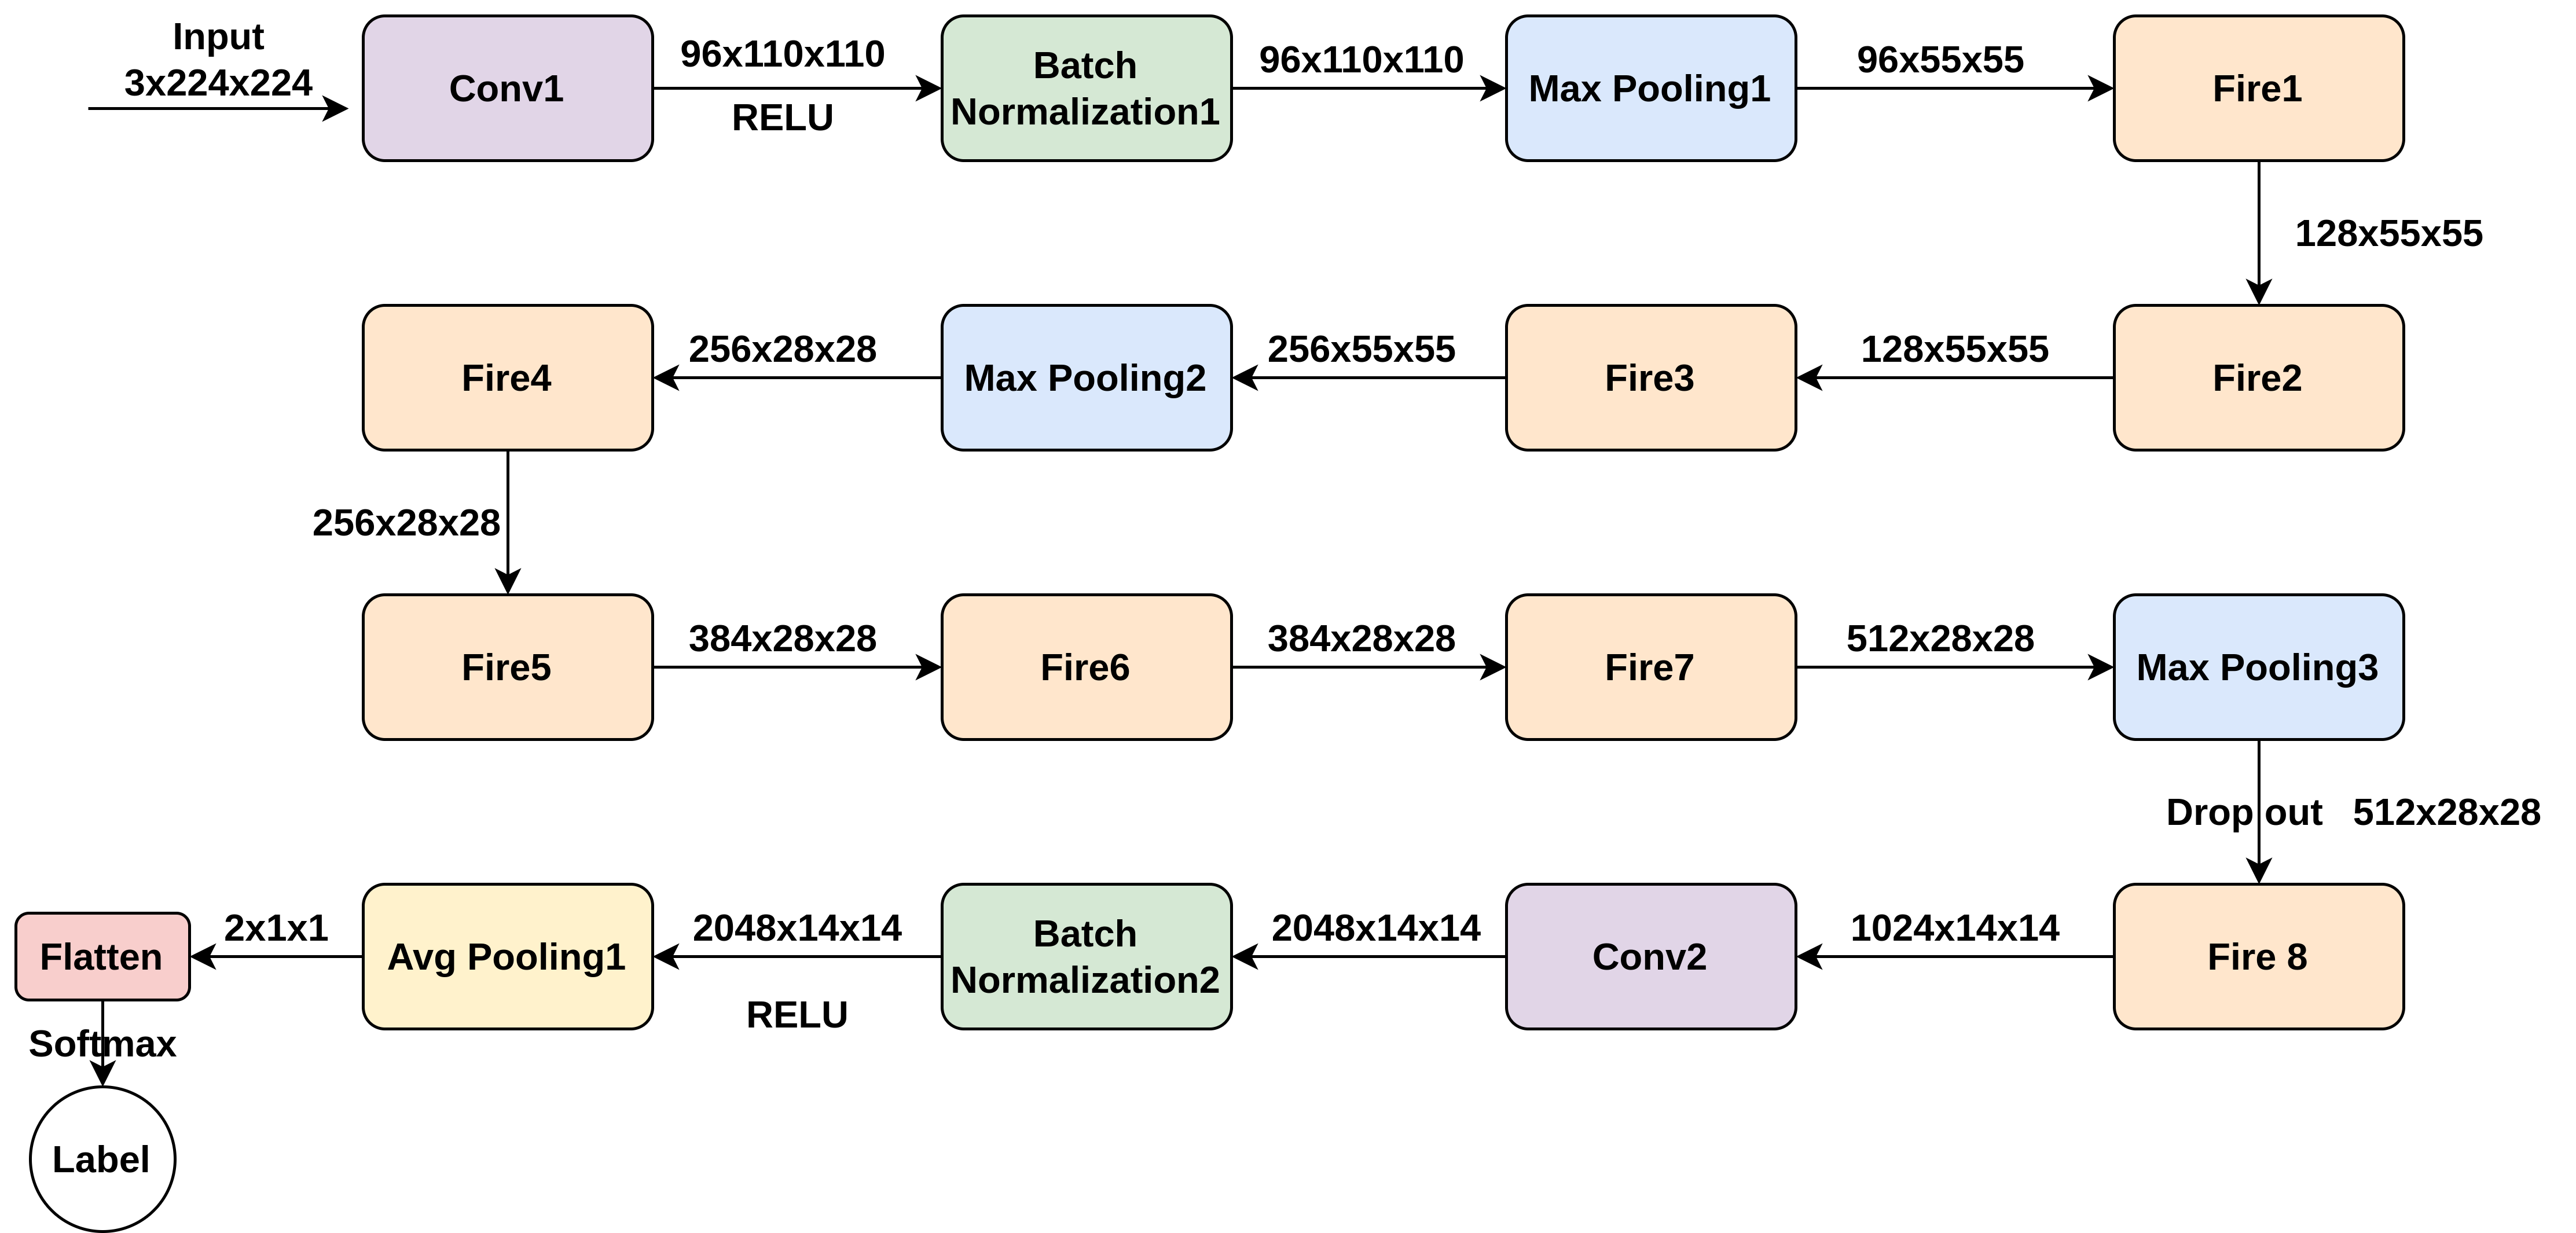 Input
3x224x224
Conv1
96x110x110
RELU
Batch
Normalization1
96x110x110
Max Pooling1
96x55x55
Fire1
128x55x55
Fire2
128x55x55
Fire3
256x55x55
Max Pooling2
256x28x28
Fire4
256x28x28
Fire5
384x28x28
Fire6
384x28x28
Fire7
512x28x28
Max Pooling3
Drop out
512x28x28
Fire 8
1024x14x14
Conv2
2048x14x14
Batch
Normalization2
2048x14x14
RELU
Avg Pooling1
2x1x1
Flatten
Softmax
Label